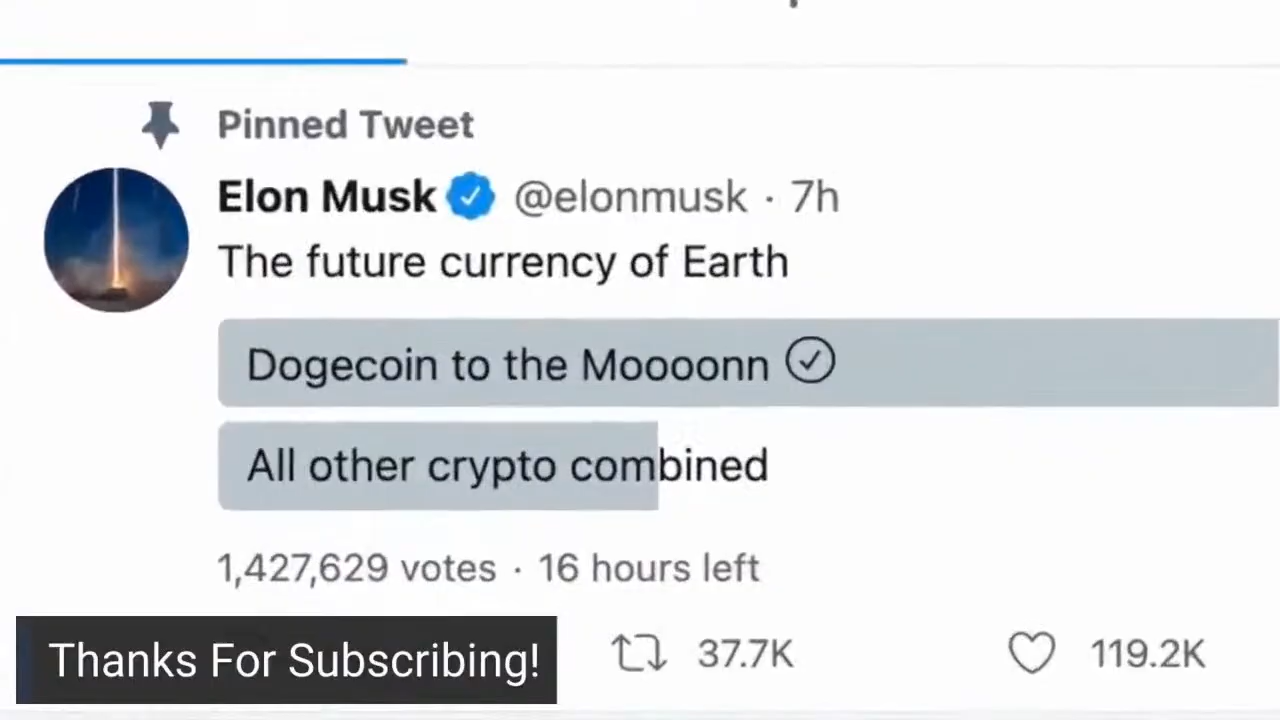 Pinned Tweet
Elon Musk @elonmusk · 7h
The future currency of Earth
Dogecoin to the Moooonn
All other crypto combined
1,427,629 votes · 16 hours left
37.7K 119.2K
Thanks For Subscribing!